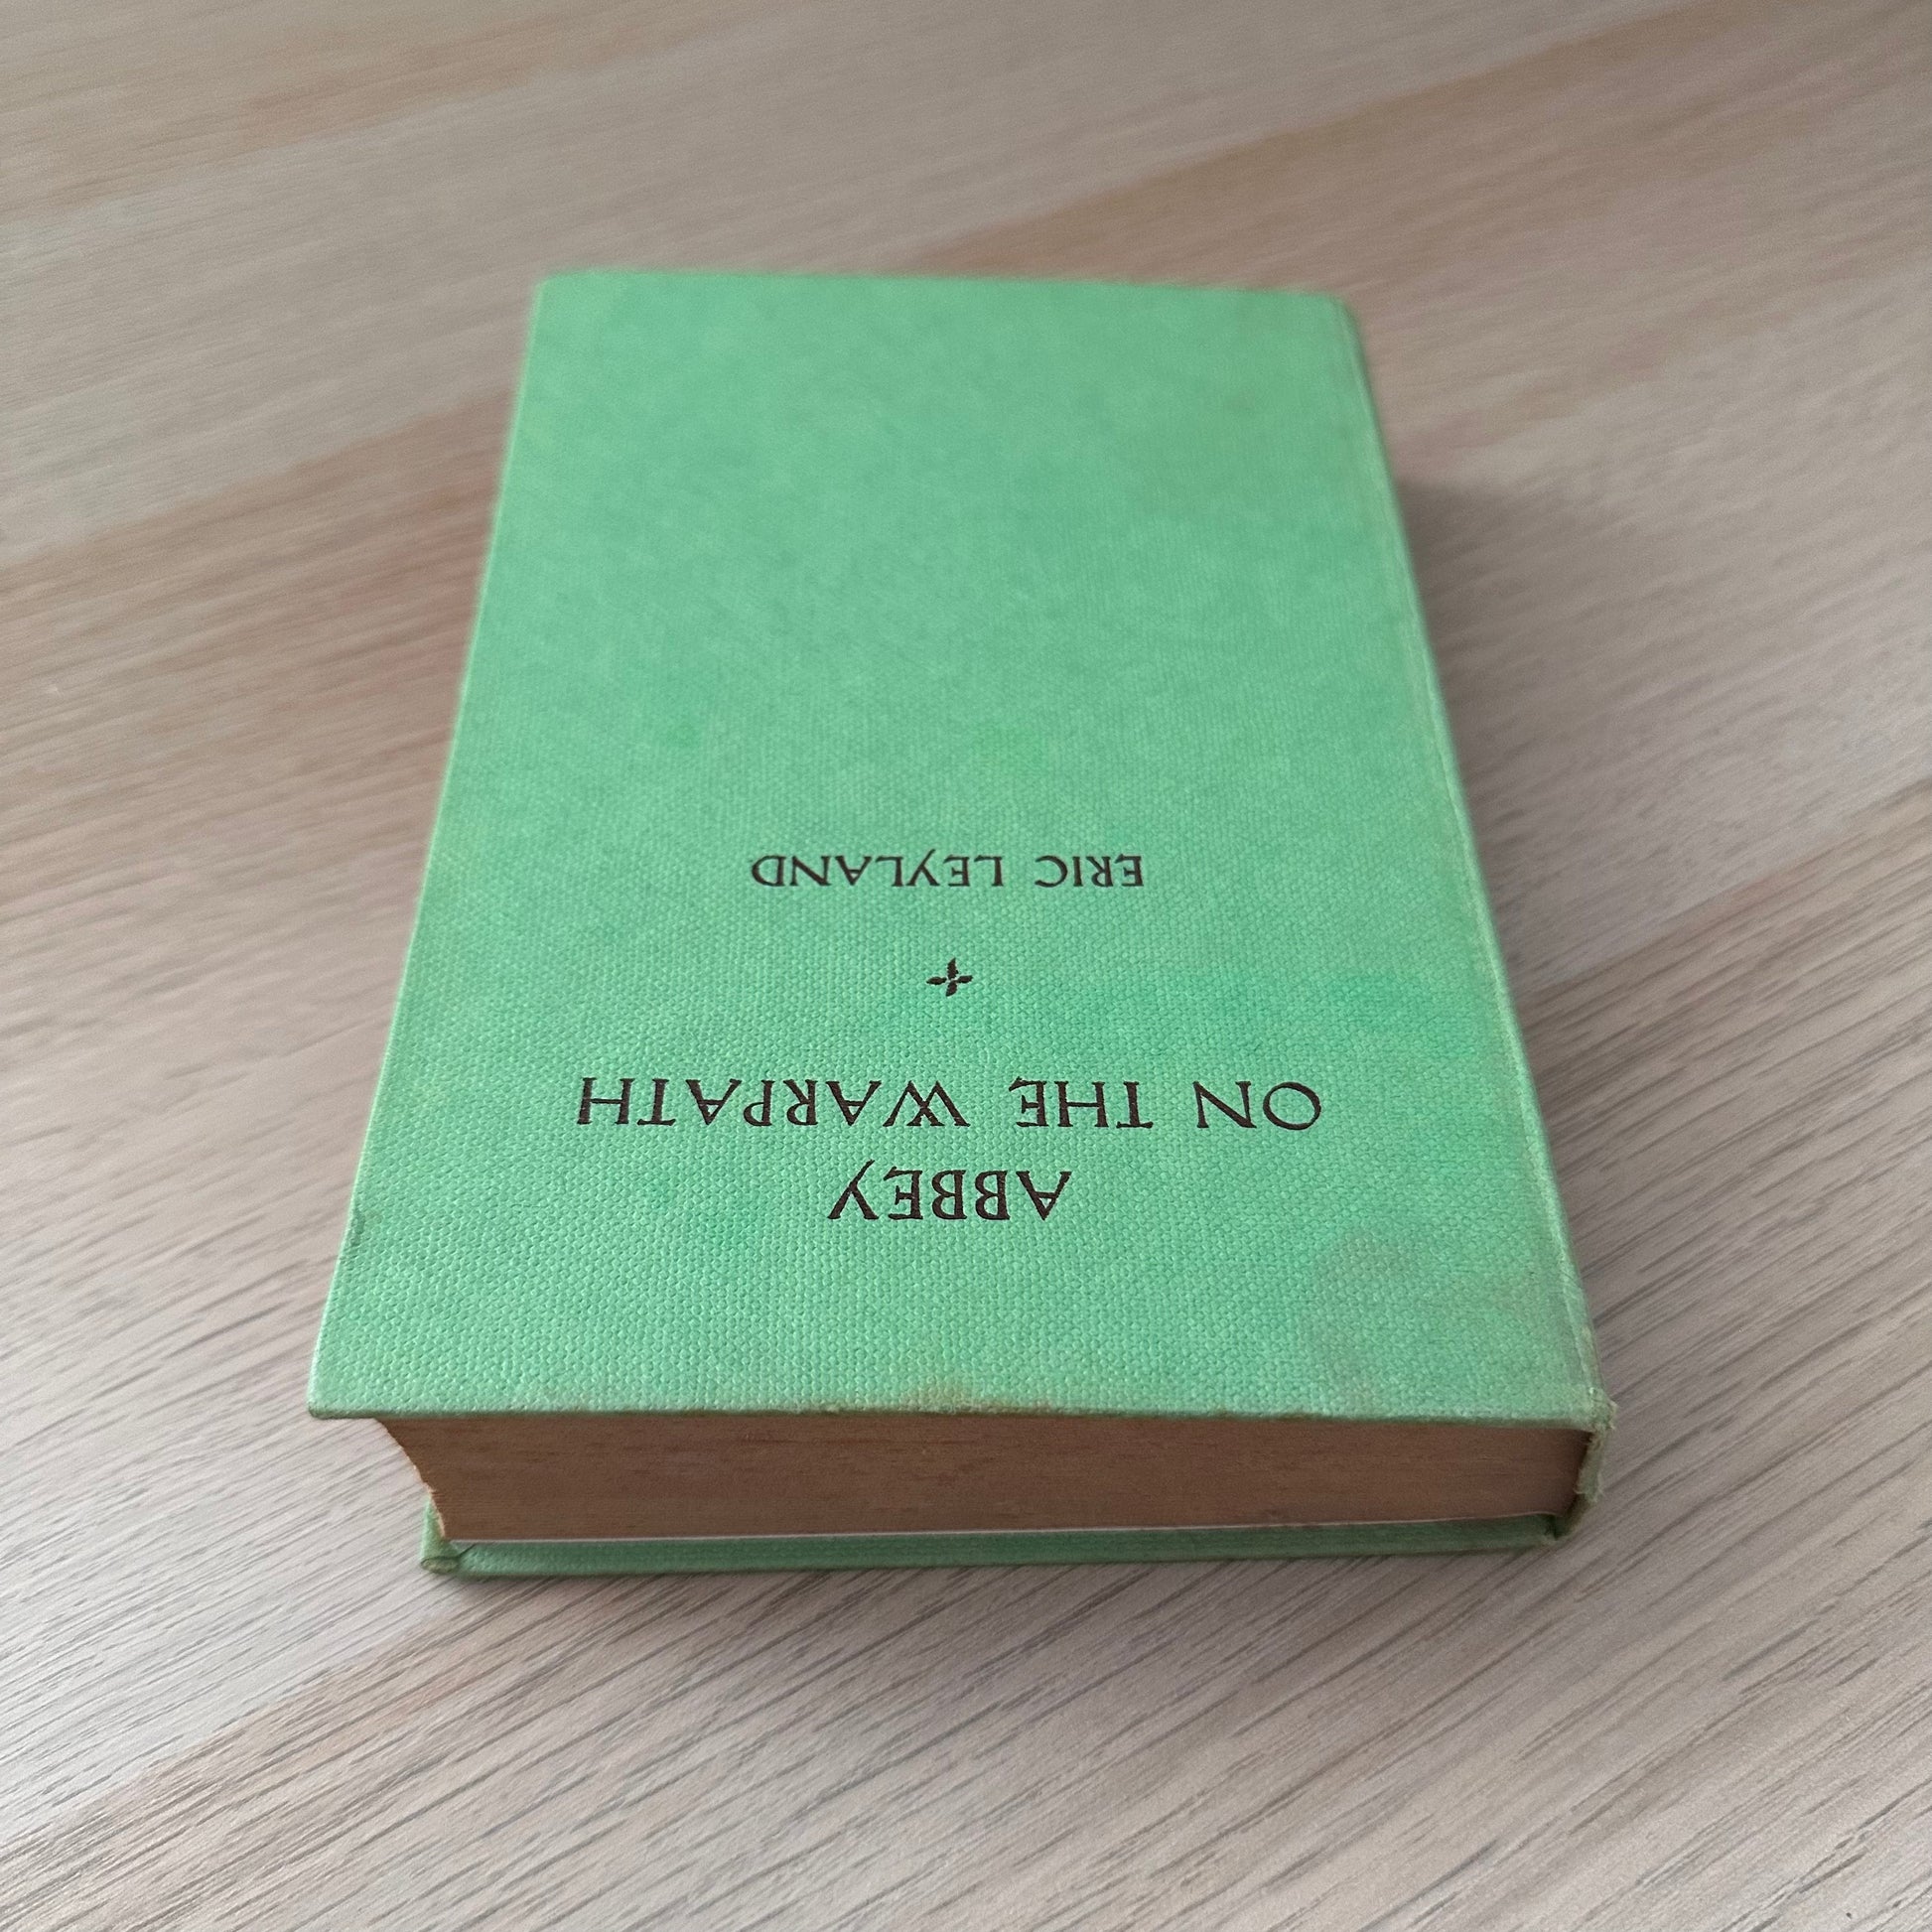 ABBEY
ON THE WARPATH
ERIC LEYLAND